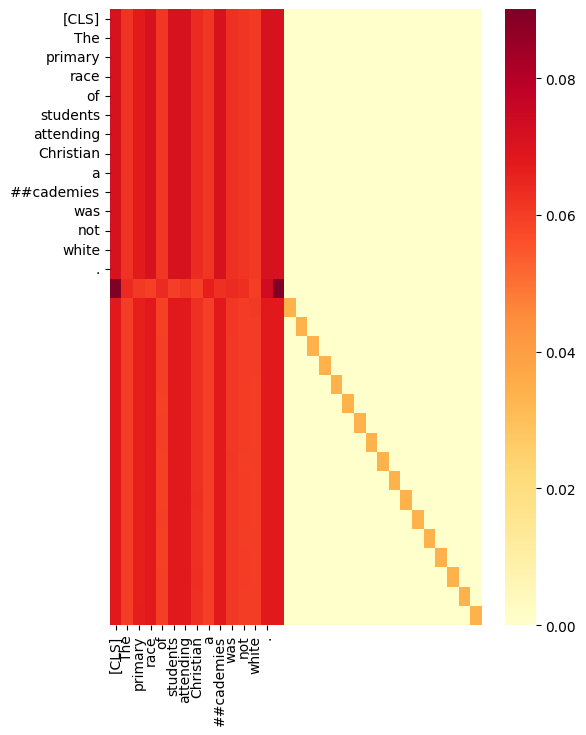 [CLS]
The
primary
race
of
students
attending
Christian
a
##cademies
was
not
white
.
0.08
0.06
0.04
0.02
0.00
[CLS]
The
primary
race
of
students
attending
Christian
a
##cademies
was
not
white
.